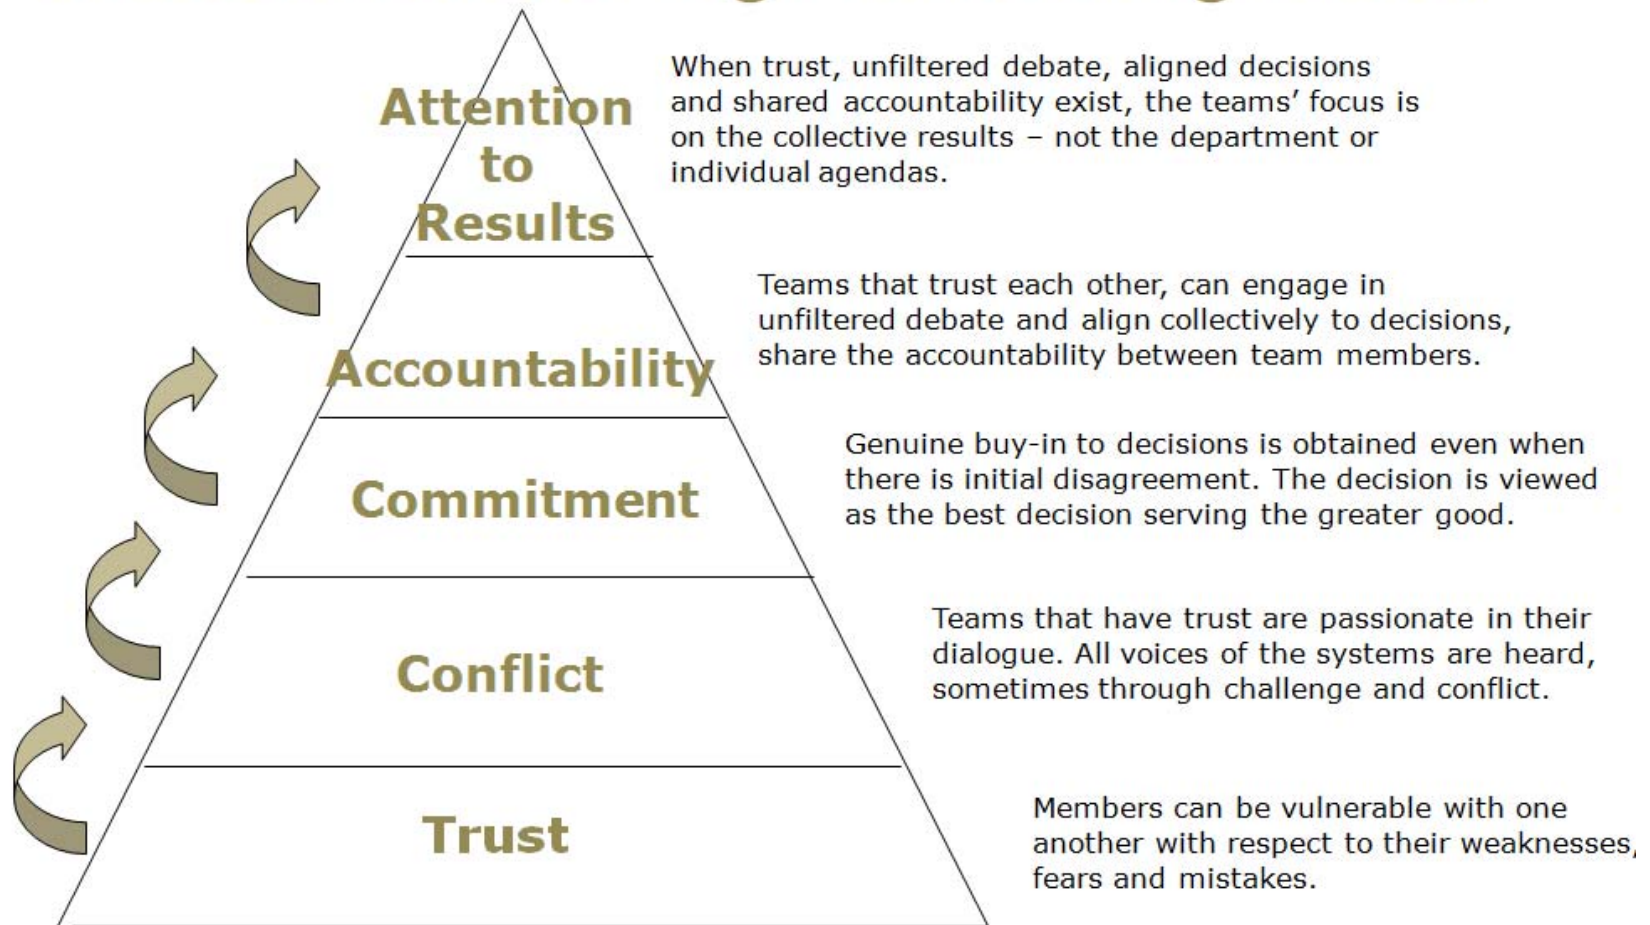 Attention
to
Results
When trust, unfiltered debate, aligned decisions
and shared accountability exist, the teams’ focus is
on the collective results – not the department or
individual agendas.
Accountability
Teams that trust each other, can engage in
unfiltered debate and align collectively to decisions,
share the accountability between team members.
Commitment
Genuine buy-in to decisions is obtained even when
there is initial disagreement. The decision is viewed
as the best decision serving the greater good.
Conflict
Teams that have trust are passionate in their
dialogue. All voices of the systems are heard,
sometimes through challenge and conflict.
Trust
Members can be vulnerable with one
another with respect to their weaknesses,
fears and mistakes.